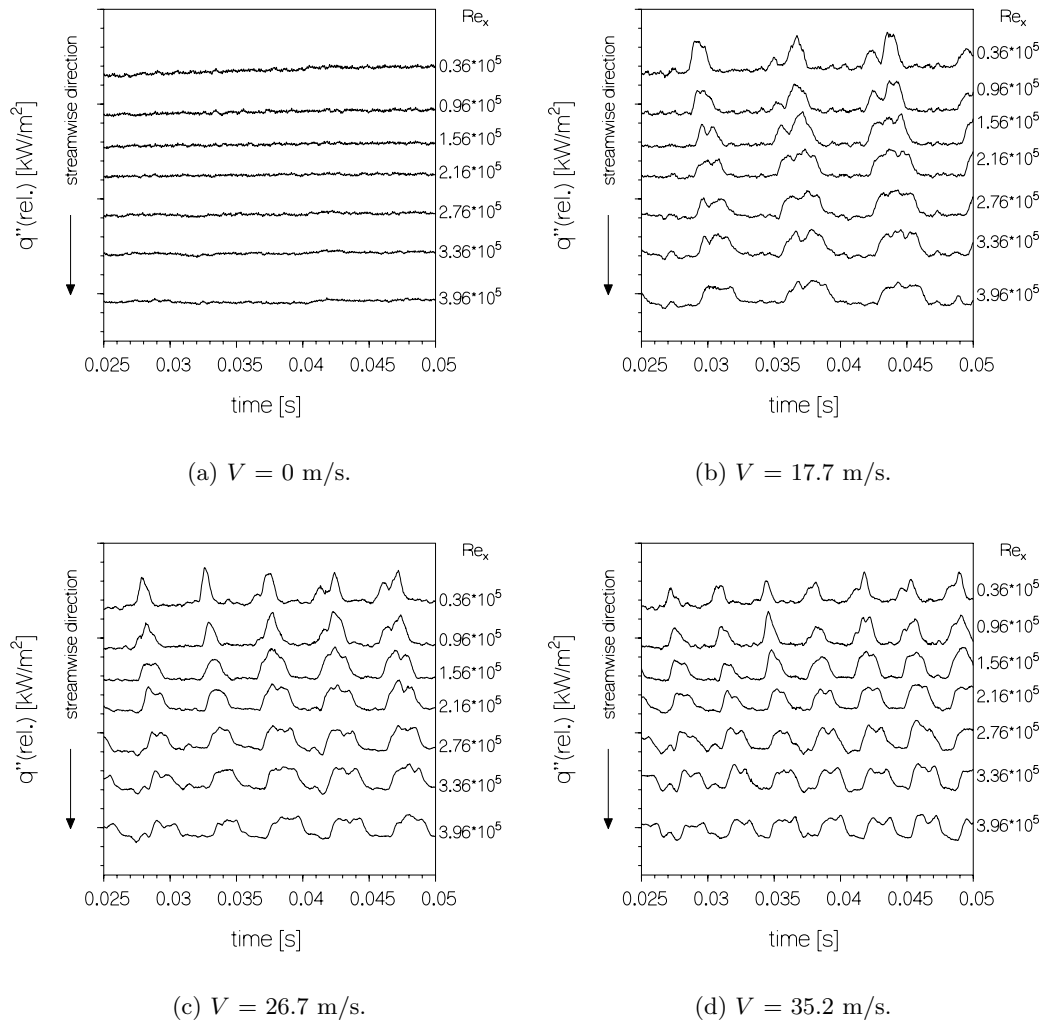 Re_x
streamwise direction
q"(rel.) [kW/m²]
0.36*10⁵
0.96*10⁵
1.56*10⁵
2.16*10⁵
2.76*10⁵
3.36*10⁵
3.96*10⁵
0.025 0.03 0.035 0.04 0.045 0.05
time [s]
(a) V = 0 m/s.
Re_x
streamwise direction
q"(rel.) [kW/m²]
0.36*10⁵
0.96*10⁵
1.56*10⁵
2.16*10⁵
2.76*10⁵
3.36*10⁵
3.96*10⁵
0.025 0.03 0.035 0.04 0.045 0.05
time [s]
(b) V = 17.7 m/s.
Re_x
streamwise direction
q"(rel.) [kW/m²]
0.36*10⁵
0.96*10⁵
1.56*10⁵
2.16*10⁵
2.76*10⁵
3.36*10⁵
3.96*10⁵
0.025 0.03 0.035 0.04 0.045 0.05
time [s]
(c) V = 26.7 m/s.
Re_x
streamwise direction
q"(rel.) [kW/m²]
0.36*10⁵
0.96*10⁵
1.56*10⁵
2.16*10⁵
2.76*10⁵
3.36*10⁵
3.96*10⁵
0.025 0.03 0.035 0.04 0.045 0.05
time [s]
(d) V = 35.2 m/s.